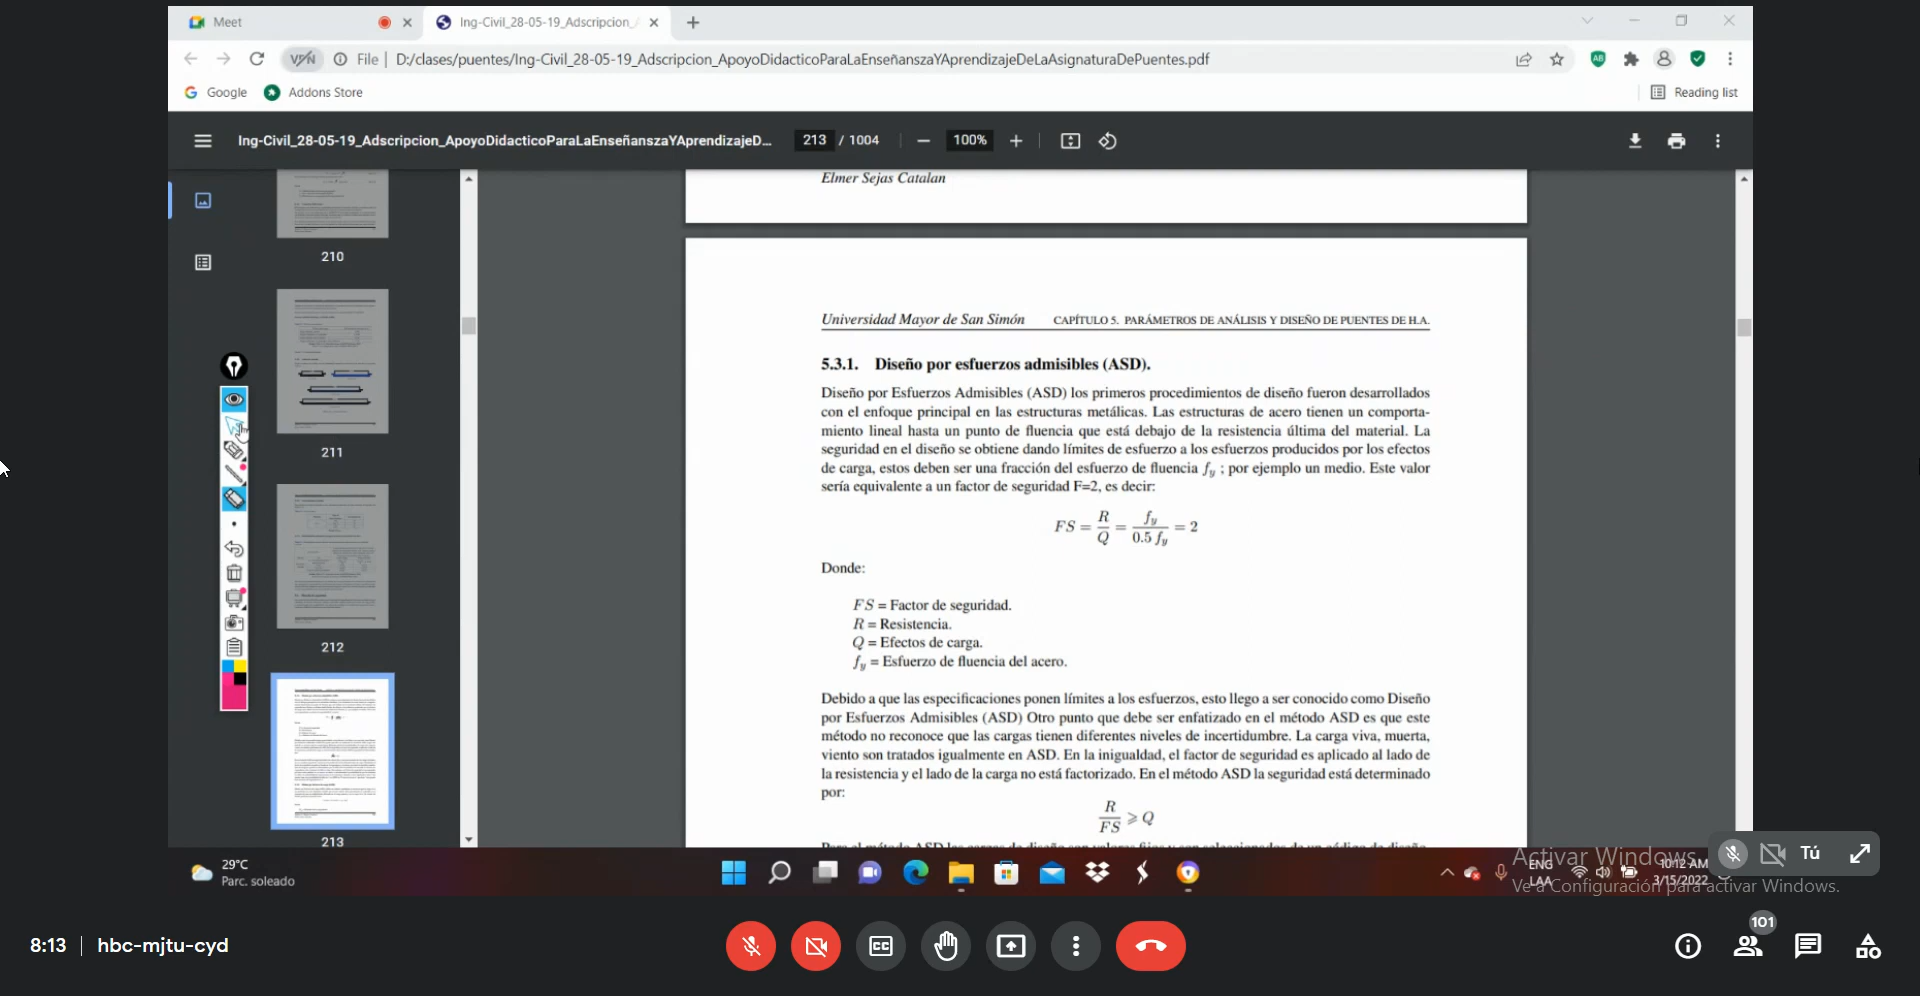 Meet
Ing-Civil_28-05-19_Adscripcion_A
File | D:/clases/puentes/Ing-Civil_28-05-19_Adscripcion_ApoyoDidacticoParaLaEnseñanszaYAprendizajeDeLaAsignaturaDePuentes.pdf
Google
Addons Store
Reading list
Ing-Civil_28-05-19_Adscripcion_ApoyoDidacticoParaLaEnseñanszaYAprendizajeD...
213 / 1004
100%
210
211
212
213
Elmer Sejas Catalan
Universidad Mayor de San Simón CAPÍTULO 5. PARÁMETROS DE ANÁLISIS Y DISEÑO DE PUENTES DE H.A.
5.3.1. Diseño por esfuerzos admisibles (ASD).
Diseño por Esfuerzos Admisibles (ASD) los primeros procedimientos de diseño fueron desarrollados
con el enfoque principal en las estructuras metálicas. Las estructuras de acero tienen un comporta-
miento lineal hasta un punto de fluencia que está debajo de la resistencia última del material. La
seguridad en el diseño se obtiene dando límites de esfuerzo a los esfuerzos producidos por los efectos
de carga, estos deben ser una fracción del esfuerzo de fluencia fy ; por ejemplo un medio. Este valor
sería equivalente a un factor de seguridad F=2, es decir:
FS = R/Q = fy/0.5 fy = 2
Donde:
FS = Factor de seguridad.
R = Resistencia.
Q = Efectos de carga.
fy = Esfuerzo de fluencia del acero.
Debido a que las especificaciones ponen límites a los esfuerzos, esto llego a ser conocido como Diseño
por Esfuerzos Admisibles (ASD) Otro punto que debe ser enfatizado en el método ASD es que este
método no reconoce que las cargas tienen diferentes niveles de incertidumbre. La carga viva, muerta,
viento son tratados igualmente en ASD. En la inigualdad, el factor de seguridad es aplicado al lado de
la resistencia y el lado de la carga no está factorizado. En el método ASD la seguridad está determinado
por:
R/FS ⩾ Q
29°C
Parc. soleado
ENG
LAA
10:12 AM
3/15/2022
Activar Windows
Ve a Configuración para activar Windows.
Tú
8:13 | hbc-mjtu-cyd
101